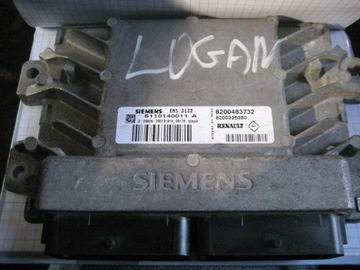 LOGAN
SIEMENS EMS 3132
S110140011 A
8200483732
8200326380
RENAULT
SIEMENS